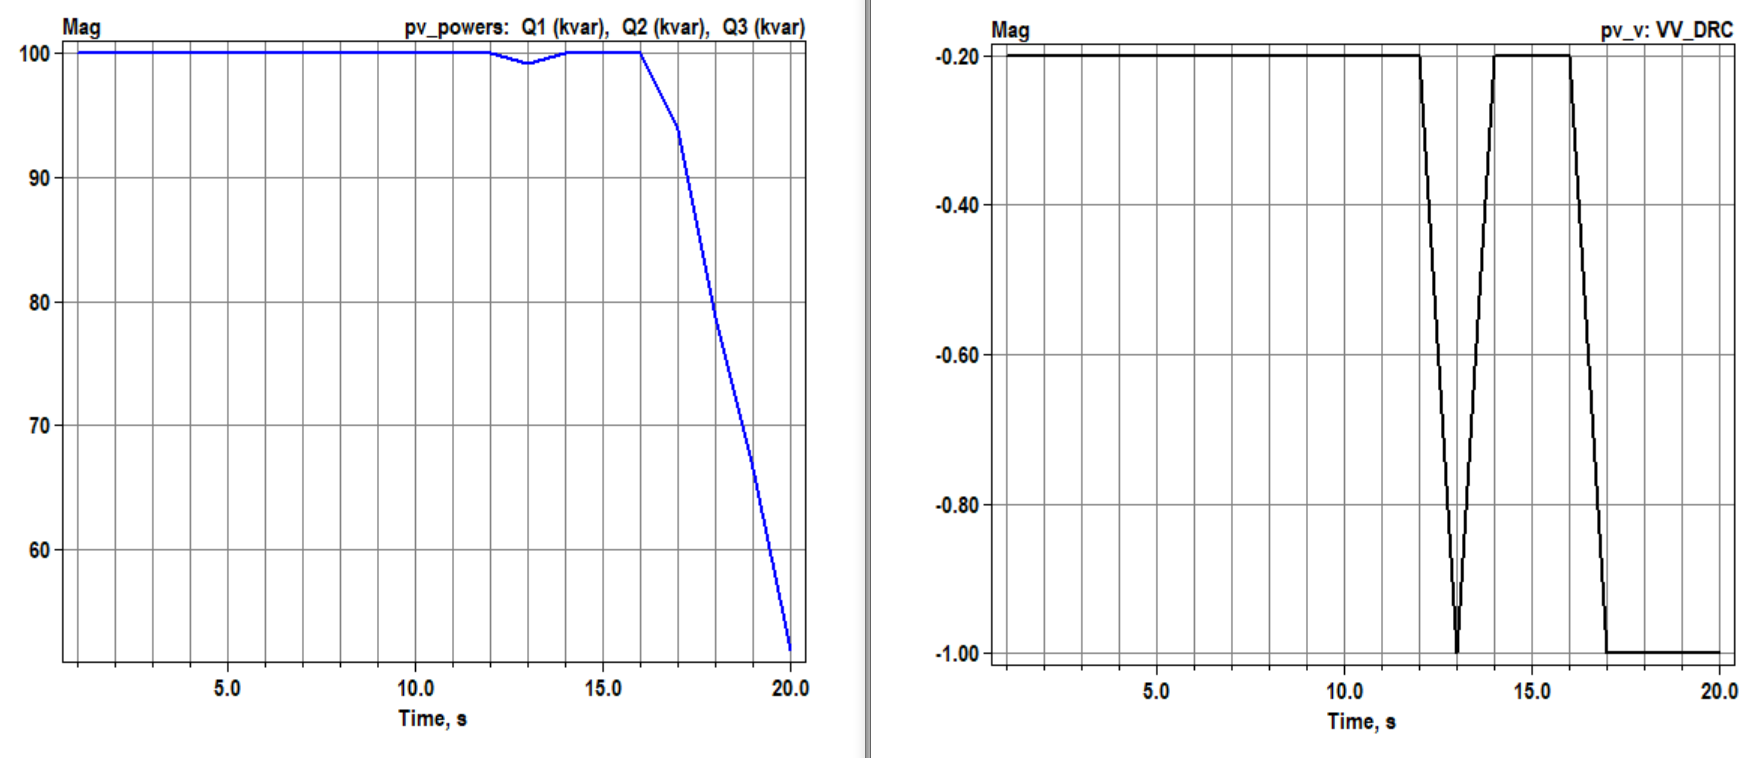 Mag
pv_powers: Q1 (kvar), Q2 (kvar), Q3 (kvar)
100
90
80
70
60
5.0 10.0 15.0 20.0
Time, s
Mag
pv_v: VV_DRC
-0.20
-0.40
-0.60
-0.80
-1.00
5.0 10.0 15.0 20.0
Time, s